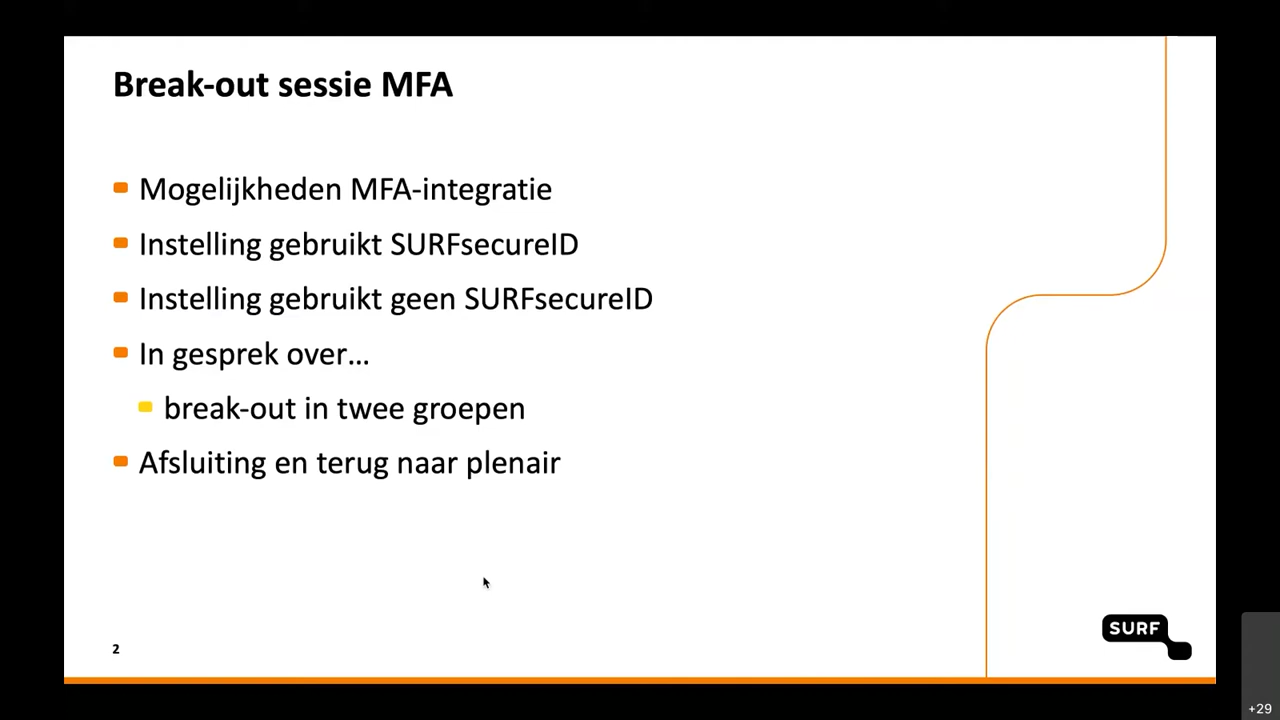 Break-out sessie MFA
Mogelijkheden MFA-integratie
Instelling gebruikt SURFsecureID
Instelling gebruikt geen SURFsecureID
In gesprek over...
break-out in twee groepen
Afsluiting en terug naar plenair
2
SURF
+29